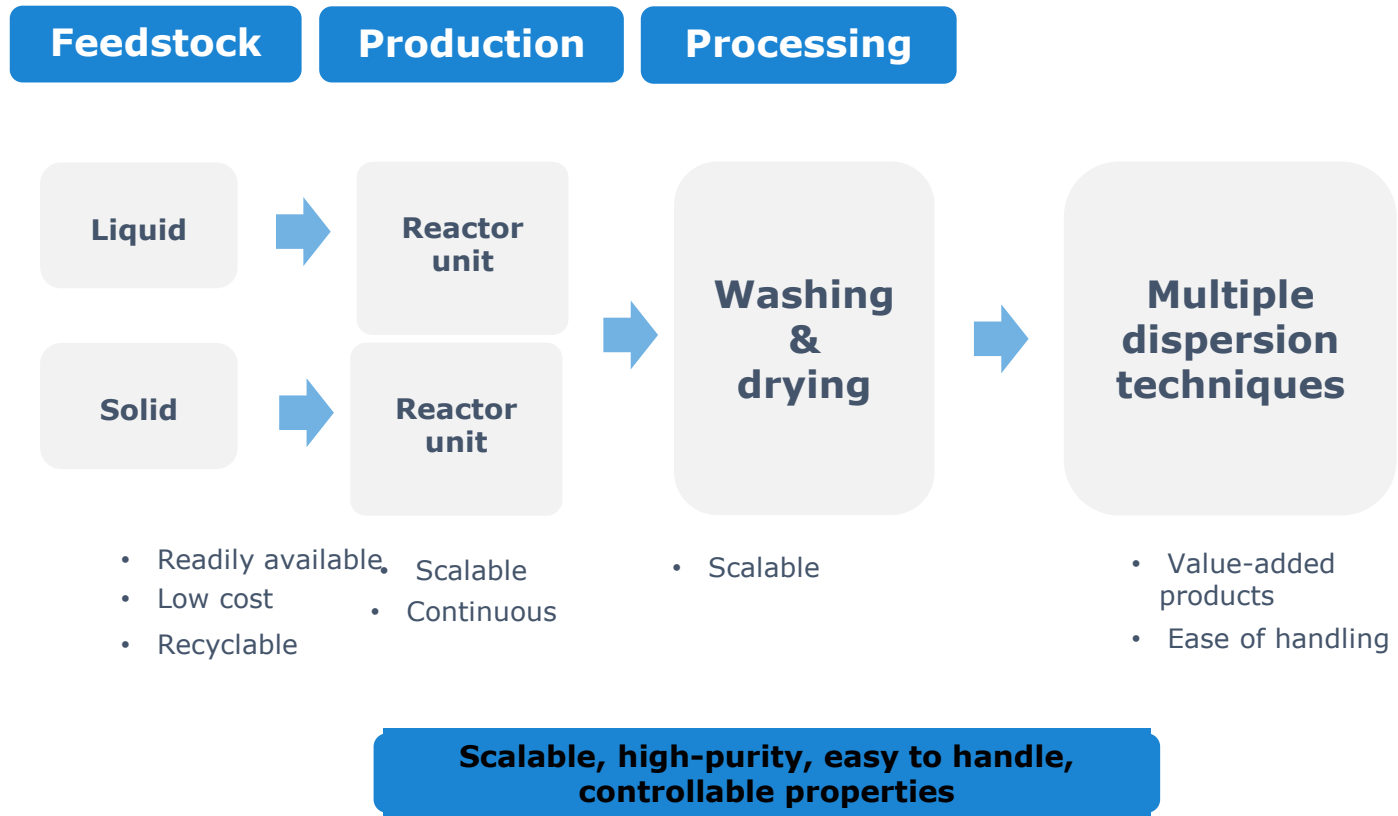 Feedstock
Production
Processing
Liquid
Reactor
unit
Solid
Reactor
unit
Washing
&
drying
Multiple
dispersion
techniques
• Readily available
• Low cost
• Recyclable
• Scalable
• Continuous
• Scalable
• Value-added
products
• Ease of handling
Scalable, high-purity, easy to handle,
controllable properties